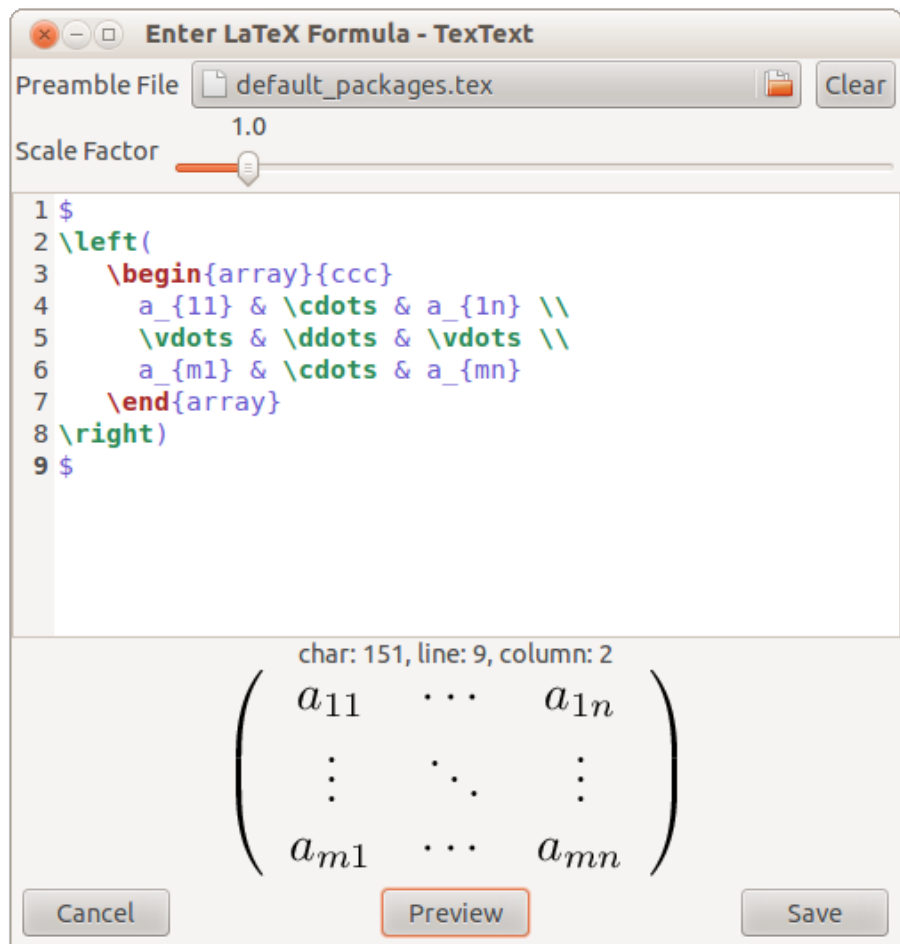 Enter LaTeX Formula - TexText
Preamble File default_packages.tex Clear
1.0
Scale Factor
1 $
2 \left(
3    \begin{array}{ccc}
4      a_{11} & \cdots & a_{1n} \\
5      \vdots & \ddots & \vdots \\
6      a_{m1} & \cdots & a_{mn}
7    \end{array}
8 \right)
9 $
char: 151, line: 9, column: 2
( a₁₁ ⋯ a₁ₙ )
⋮ ⋱ ⋮
aₘ₁ ⋯ aₘₙ
Cancel Preview Save